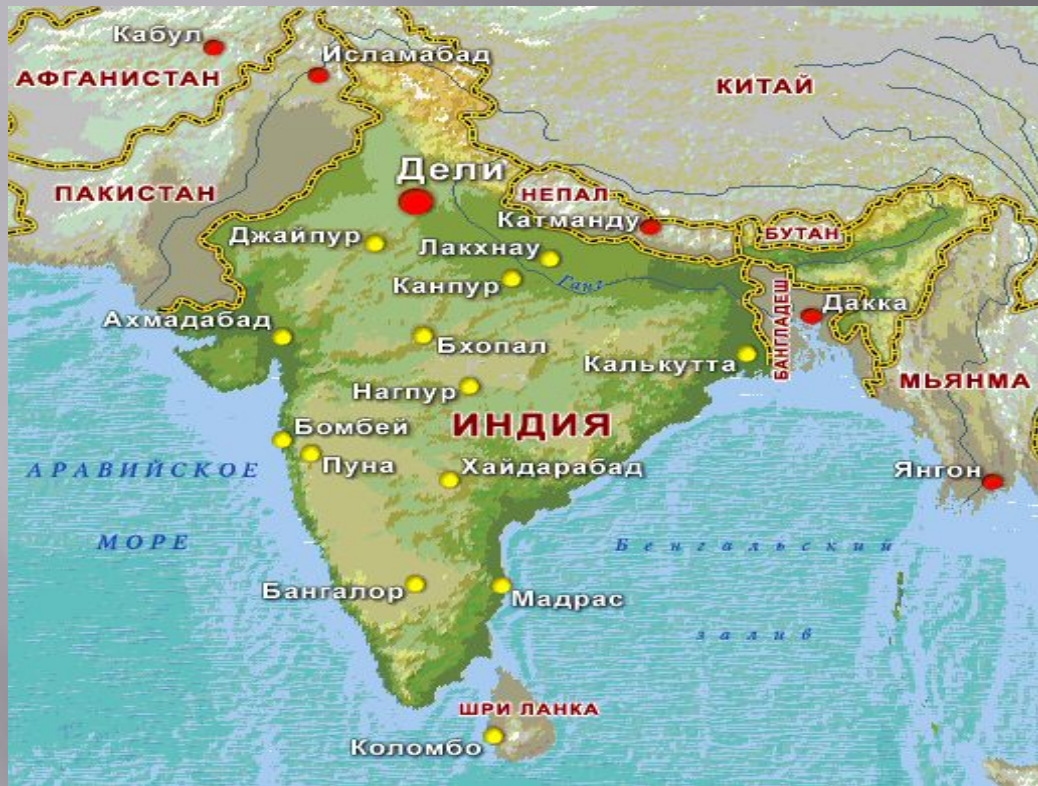 Кабул
Исламабад
АФГАНИСТАН
КИТАЙ
Дели
ПАКИСТАН
НЕПАЛ
Катманду
Джайпур
Лакхнау
БУТАН
Канпур
Ганг
Дакка
Ахмадабад
Бхопал
БАНГЛАДЕШ
Калькутта
Нагпур
МЬЯНМА
ИНДИЯ
Бомбей
Пуна
Хайдарабад
АРАВИЙСКОЕ
Янгон
МОРЕ
Бенгальский
Бангалор
Мадрас
залив
ШРИ ЛАНКА
Коломбо